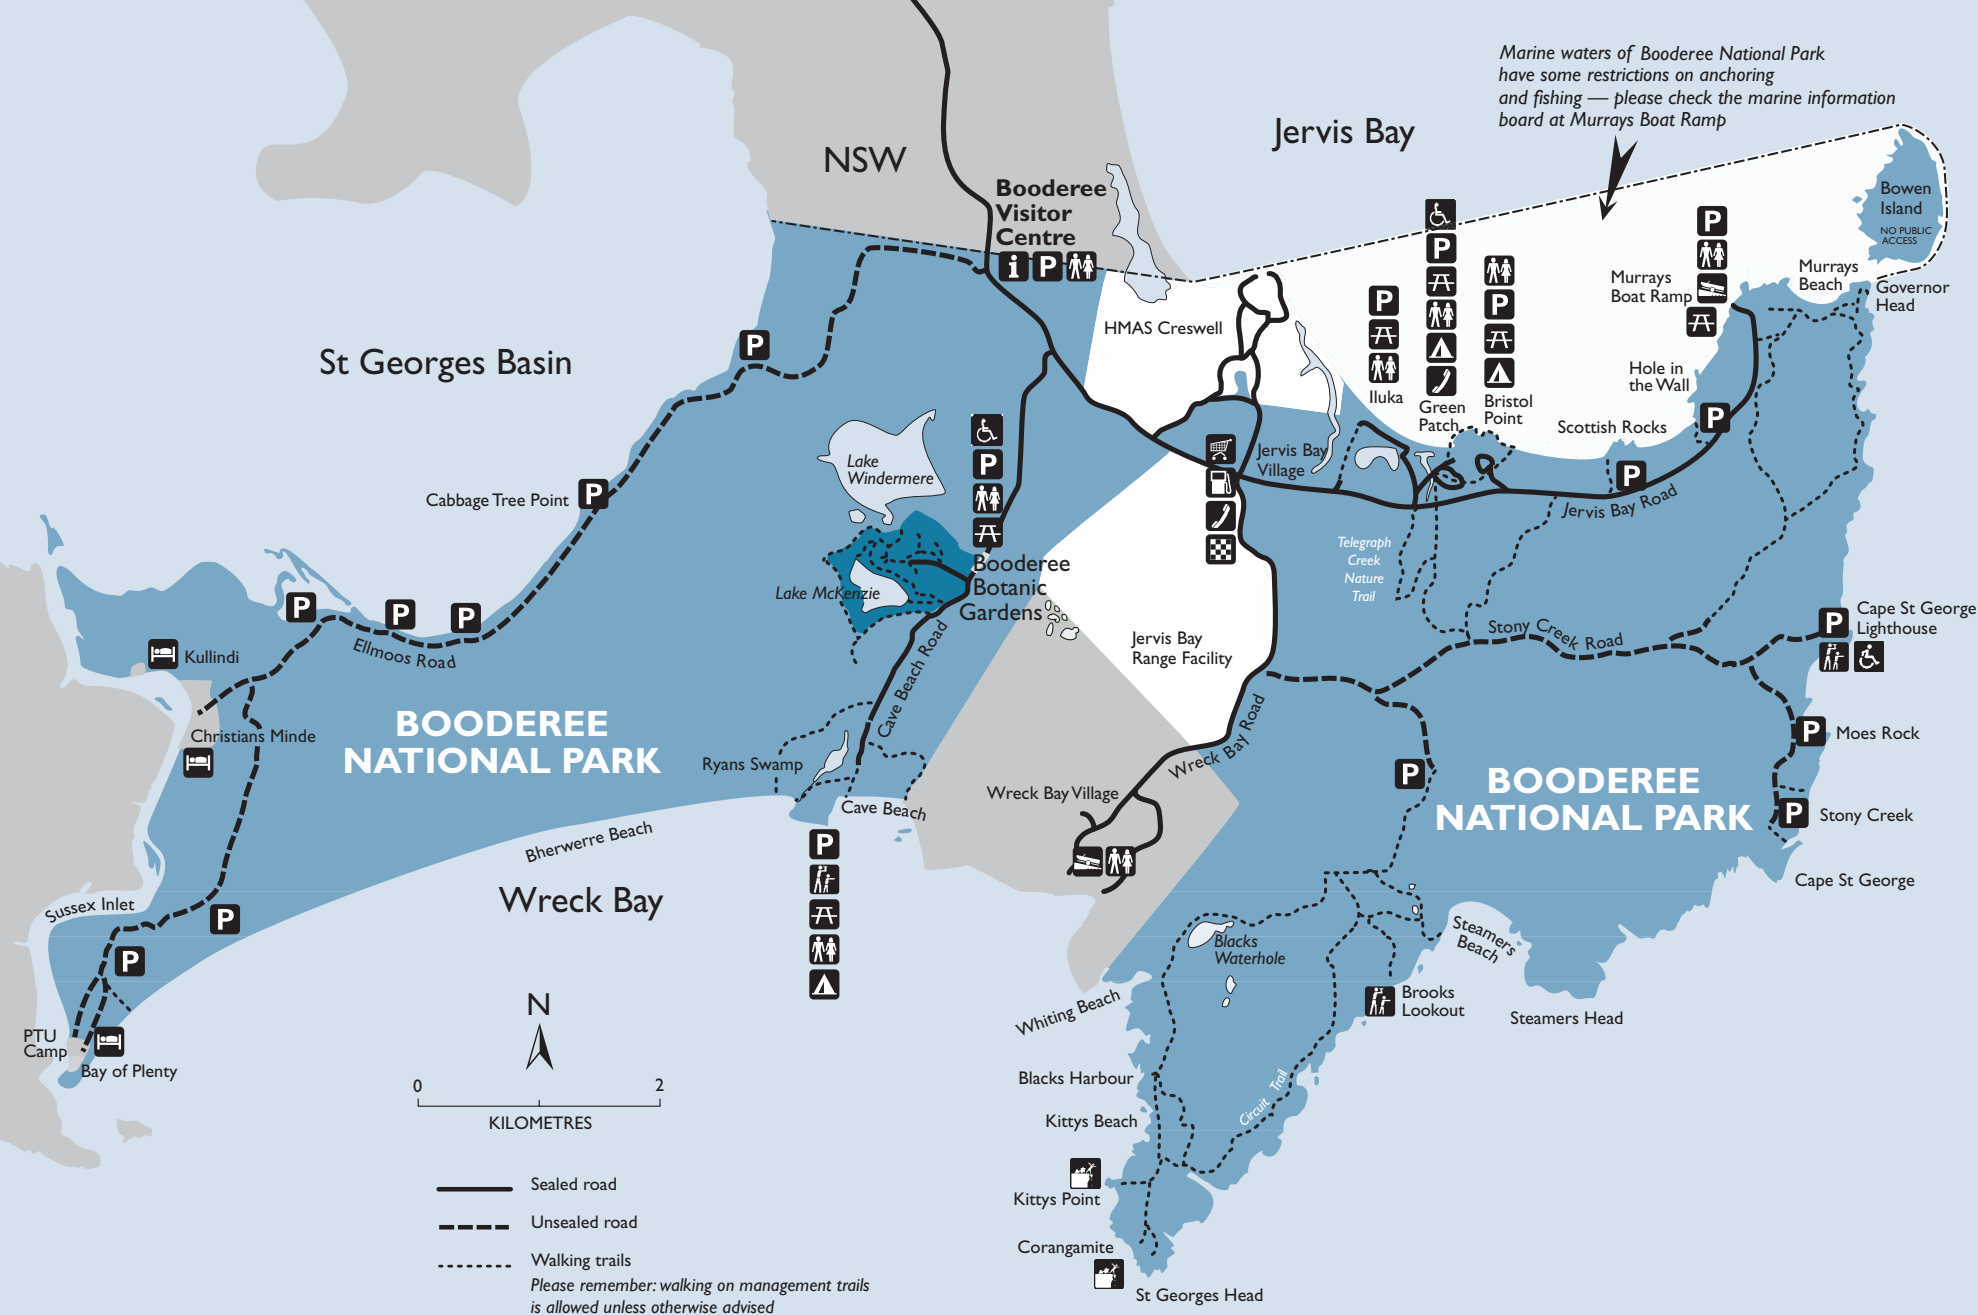 Marine waters of Booderee National Park
have some restrictions on anchoring
and fishing — please check the marine information
board at Murrays Boat Ramp
Jervis Bay
NSW
Booderee
Visitor
Centre
i P
Bowen
Island
NO PUBLIC
ACCESS
Murrays
Beach
Governor
Head
Murrays
Boat Ramp
P
HMAS Creswell
St Georges Basin
P
P
P
P
Iluka
Green
Patch
Bristol
Point
Hole in
the Wall
P
Scottish Rocks
P
Jervis Bay
Village
Jervis Bay Road
Lake
Windermere
P
Cabbage Tree Point
P
Telegraph
Creek
Nature
Trail
Booderee
Botanic
Gardens
Lake McKenzie
P
P
P
Ellmoos Road
Kullindi
Cave Beach Road
Jervis Bay
Range Facility
Stony Creek Road
P
Cape St George
Lighthouse
BOODEREE
NATIONAL PARK
Christians Minde
Ryans Swamp
Wreck Bay Road
P
Moes Rock
P
BOODEREE
NATIONAL PARK
Wreck Bay Village
Cave Beach
P
Stony Creek
Bherwerre Beach
P
Cape St George
Wreck Bay
Sussex Inlet
P
P
Steamers
Beach
Blacks
Waterhole
Brooks
Lookout
Steamers Head
Whiting Beach
N
PTU
Camp
Bay of Plenty
0 2
KILOMETRES
Blacks Harbour
Circuit Trail
Kittys Beach
Kittys Point
Corangamite
St Georges Head
Sealed road
Unsealed road
Walking trails
Please remember: walking on management trails
is allowed unless otherwise advised